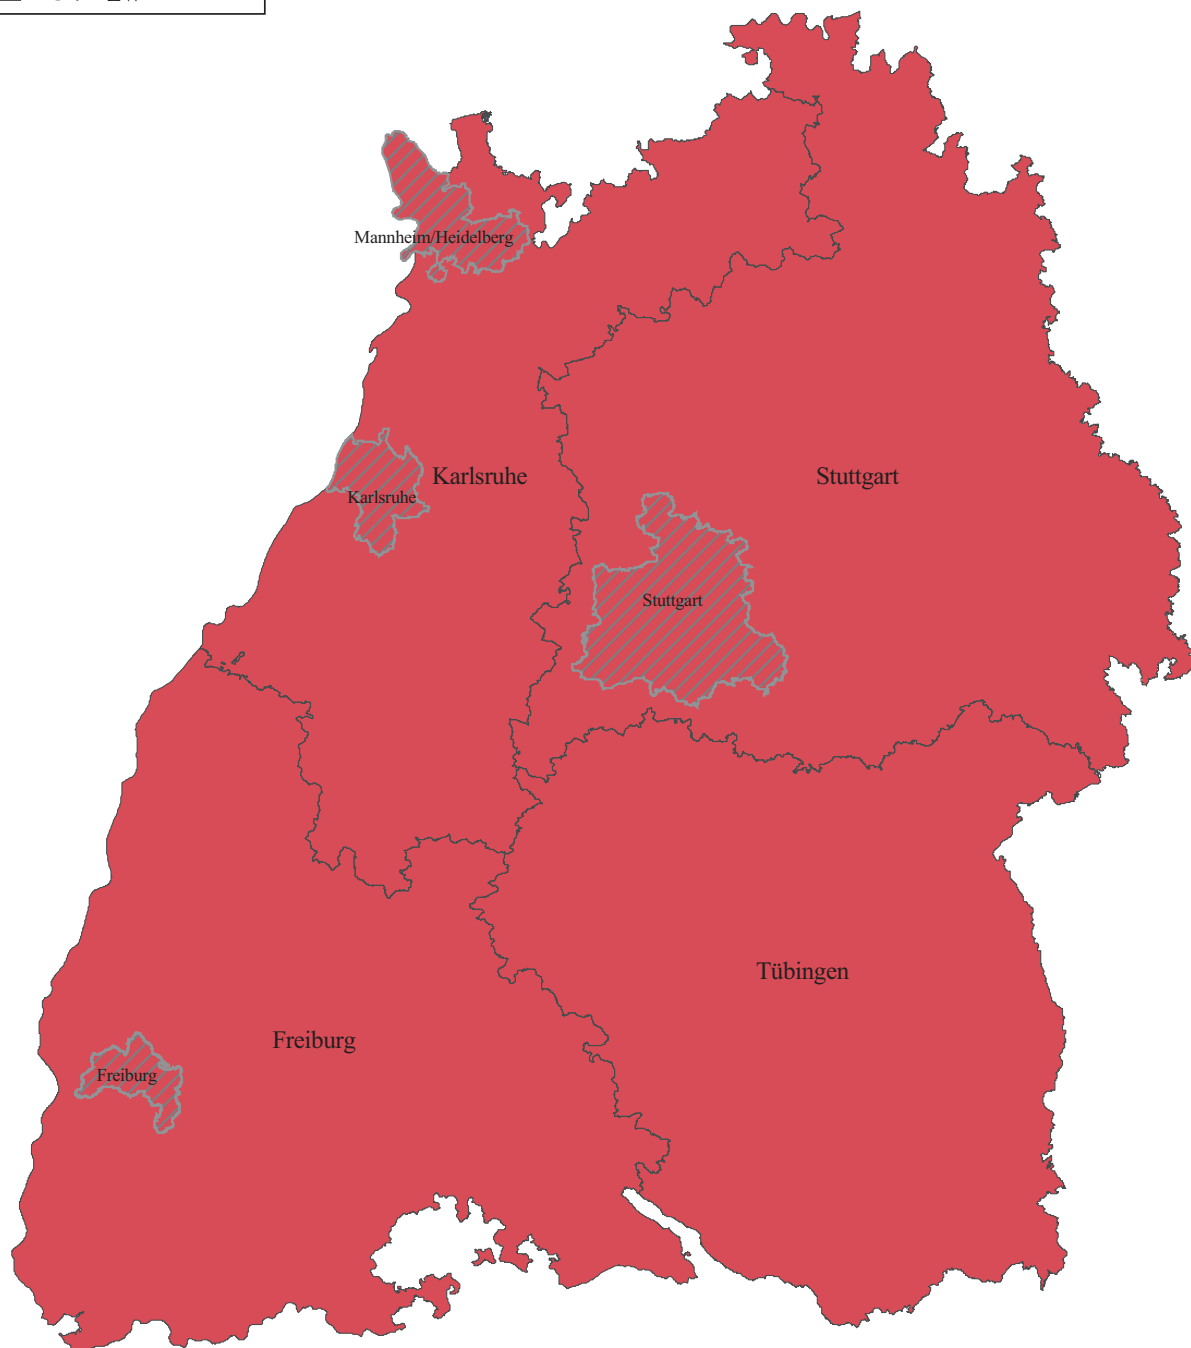 Mannheim/Heidelberg
Karlsruhe
Stuttgart
Karlsruhe
Stuttgart
Tübingen
Freiburg
Freiburg